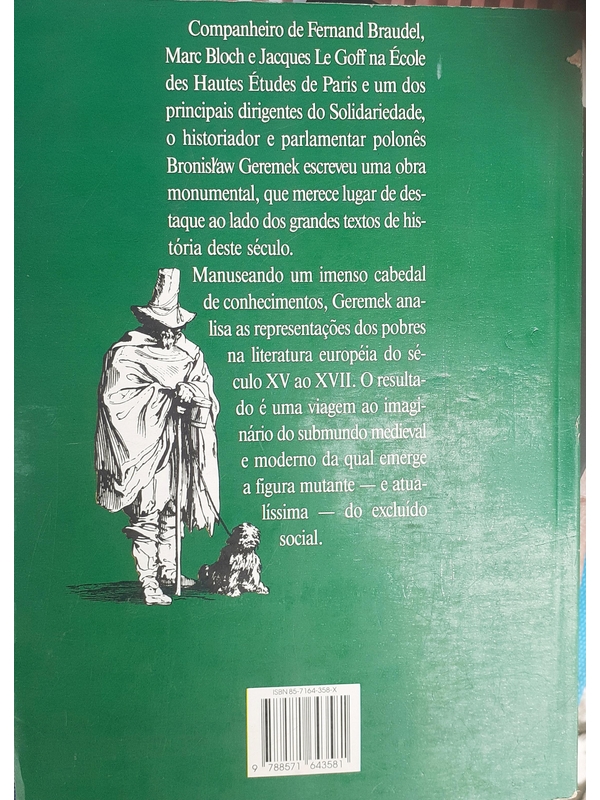 Companheiro de Fernand Braudel,
Marc Bloch e Jacques Le Goff na École
des Hautes Études de Paris e um dos
principais dirigentes do Solidariedade,
o historiador e parlamentar polonês
Bronisław Geremek escreveu uma obra
monumental, que merece lugar de des-
taque ao lado dos grandes textos de his-
tória deste século.
Manuseando um imenso cabedal
de conhecimentos, Geremek ana-
lisa as representações dos pobres
na literatura européia do sé-
culo XV ao XVII. O resulta-
do é uma viagem ao imagi-
nário do submundo medieval
e moderno da qual emerge
a figura mutante — e atua-
líssima — do excluído
social.
ISBN 85-7164-358-X
9 788571 643581